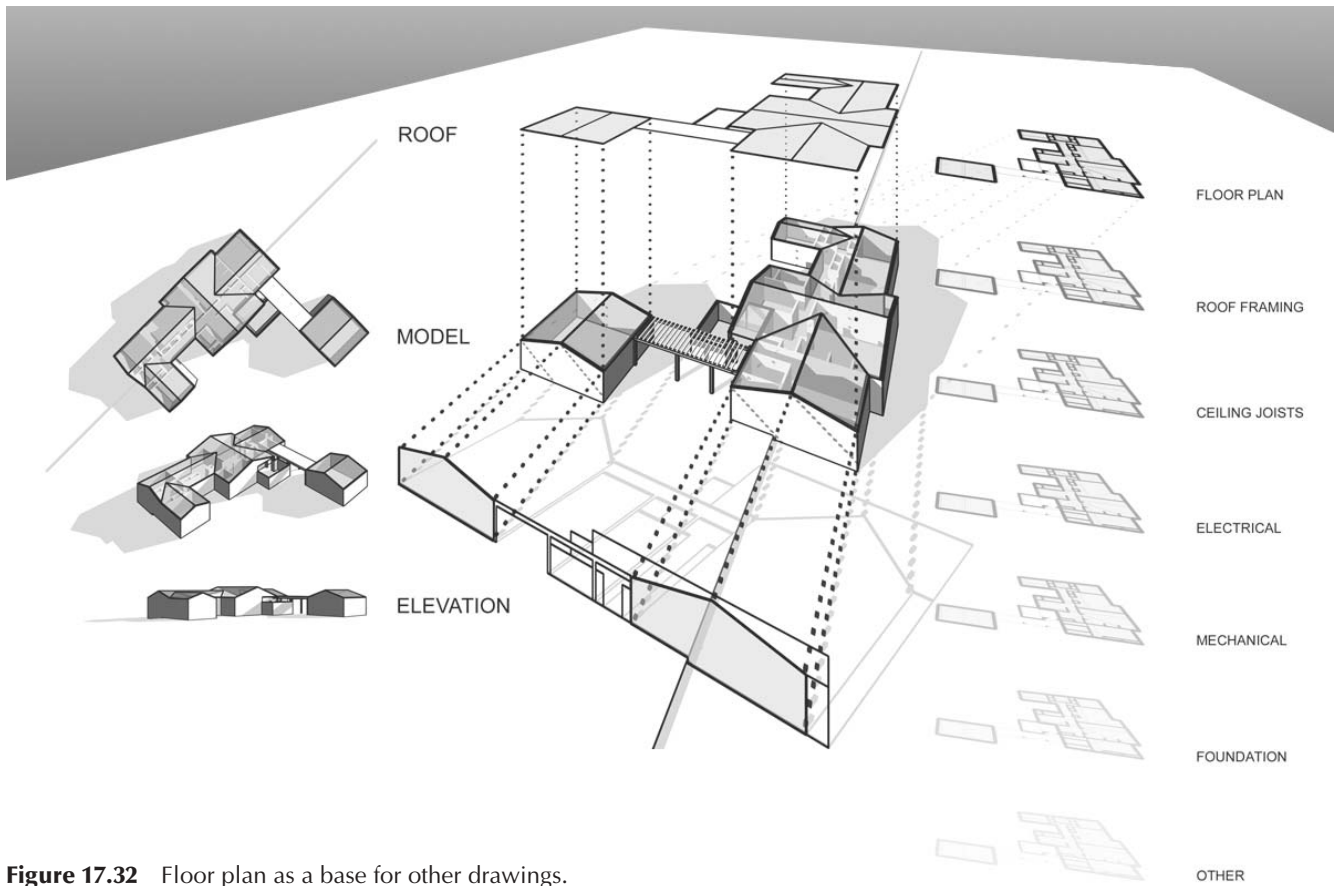 ROOF
MODEL
ELEVATION
FLOOR PLAN
ROOF FRAMING
CEILING JOISTS
ELECTRICAL
MECHANICAL
FOUNDATION
OTHER
Figure 17.32 Floor plan as a base for other drawings.